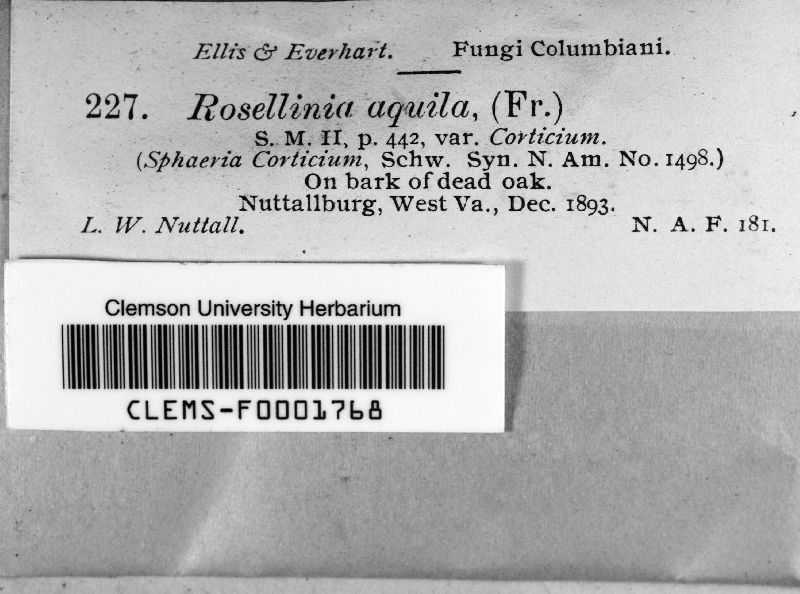 Ellis & Everhart. Fungi Columbiani.
227. Rosellinia aquila, (Fr.)
S. M. II, p. 442, var. Corticium.
(Sphaeria Corticium, Schw. Syn. N. Am. No. 1498.)
On bark of dead oak.
Nuttallburg, West Va., Dec. 1893.
L. W. Nuttall. N. A. F. 181.
Clemson University Herbarium
CLEMS-F0001768